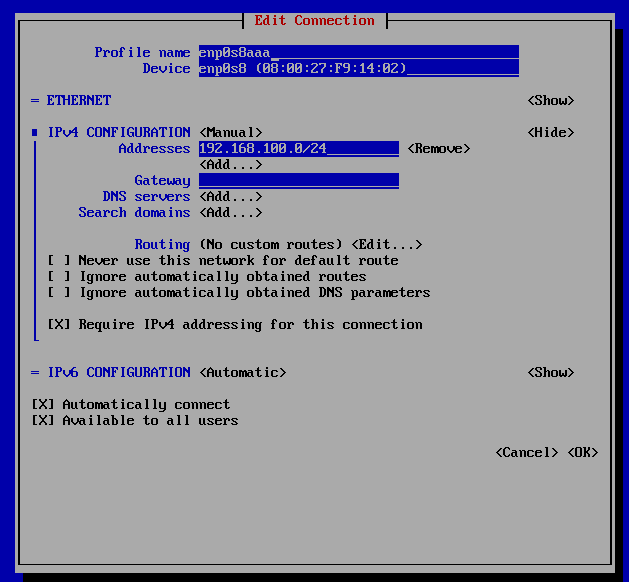 Edit Connection
Profile name enp0s8aaa
Device enp0s8 (08:00:27:F9:14:02)
= ETHERNET <Show>
IPv4 CONFIGURATION <Manual> <Hide>
Addresses 192.168.100.0/24 <Remove>
<Add...>
Gateway
DNS servers <Add...>
Search domains <Add...>
Routing (No custom routes) <Edit...>
[ ] Never use this network for default route
[ ] Ignore automatically obtained routes
[ ] Ignore automatically obtained DNS parameters
[X] Require IPv4 addressing for this connection
= IPv6 CONFIGURATION <Automatic> <Show>
[X] Automatically connect
[X] Available to all users
<Cancel> <OK>